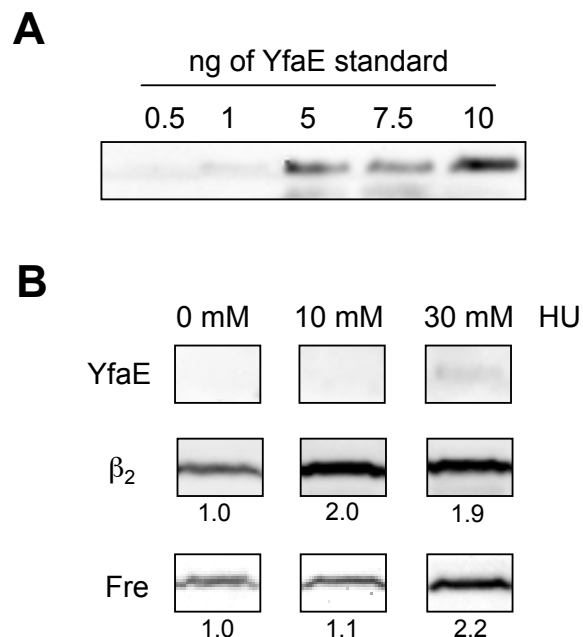 A
ng of YfaE standard
0.5 1 5 7.5 10
B
0 mM 10 mM 30 mM HU
YfaE
β2
1.0 2.0 1.9
Fre
1.0 1.1 2.2